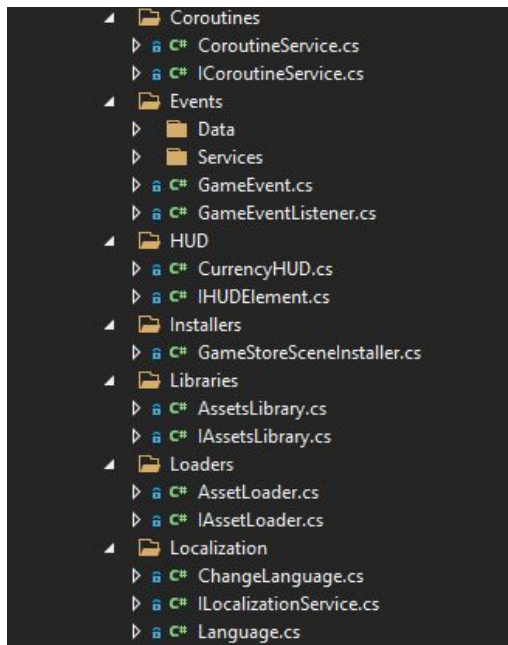 Coroutines
C# CoroutineService.cs
C# ICoroutineService.cs
Events
Data
Services
C# GameEvent.cs
C# GameEventListener.cs
HUD
C# CurrencyHUD.cs
C# IHUDElement.cs
Installers
C# GameStoreSceneInstaller.cs
Libraries
C# AssetsLibrary.cs
C# IAssetsLibrary.cs
Loaders
C# AssetLoader.cs
C# IAssetLoader.cs
Localization
C# ChangeLanguage.cs
C# ILocalizationService.cs
C# Language.cs